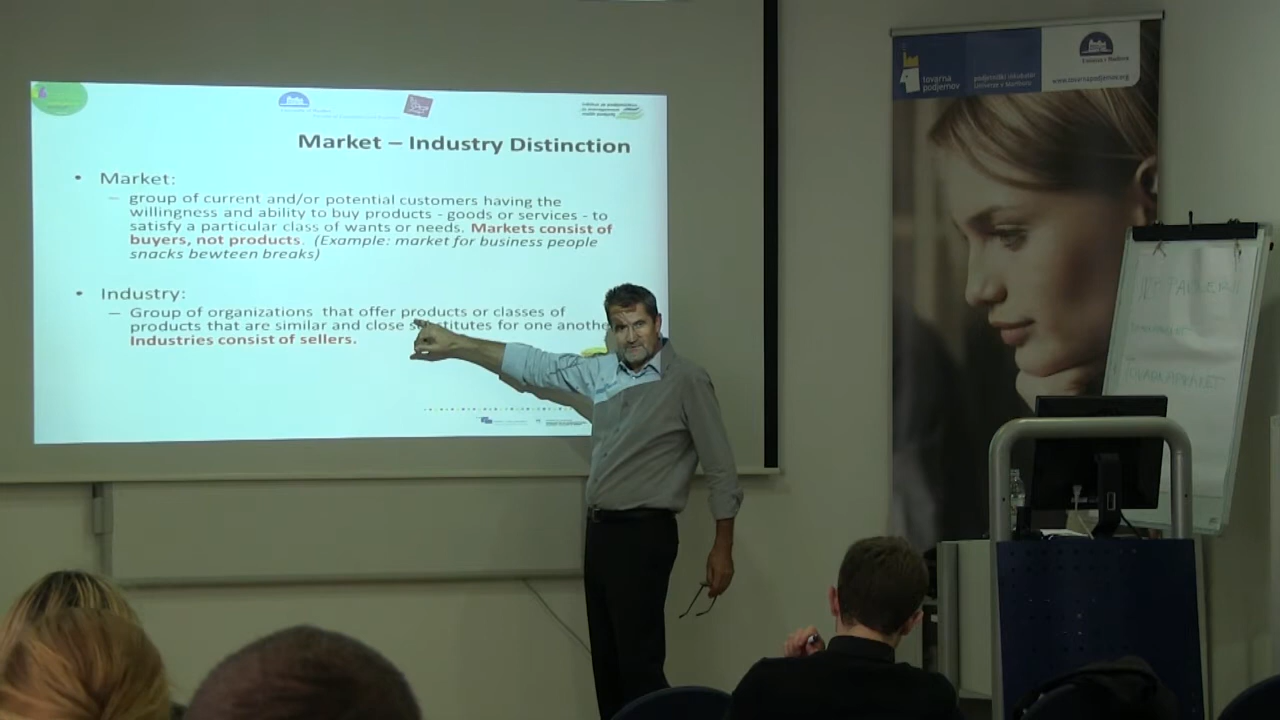 Market – Industry Distinction
• Market:
– group of current and/or potential customers having the
willingness and ability to buy products - goods or services - to
satisfy a particular class of wants or needs. Markets consist of
buyers, not products. (Example: market for business people
snacks bewteen breaks)
• Industry:
– Group of organizations that offer products or classes of
products that are similar and close for one
Industries consist of sellers.
tovarna
podjemov